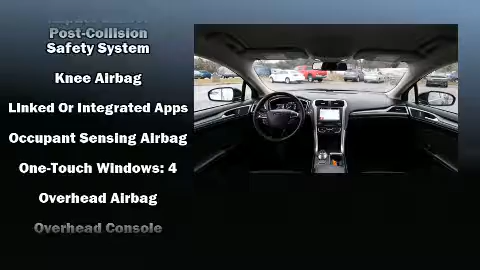 Post-Collision
Safety System
Knee Airbag
Linked Or Integrated Apps
Occupant Sensing Airbag
One-Touch Windows: 4
Overhead Airbag
Overhead Console